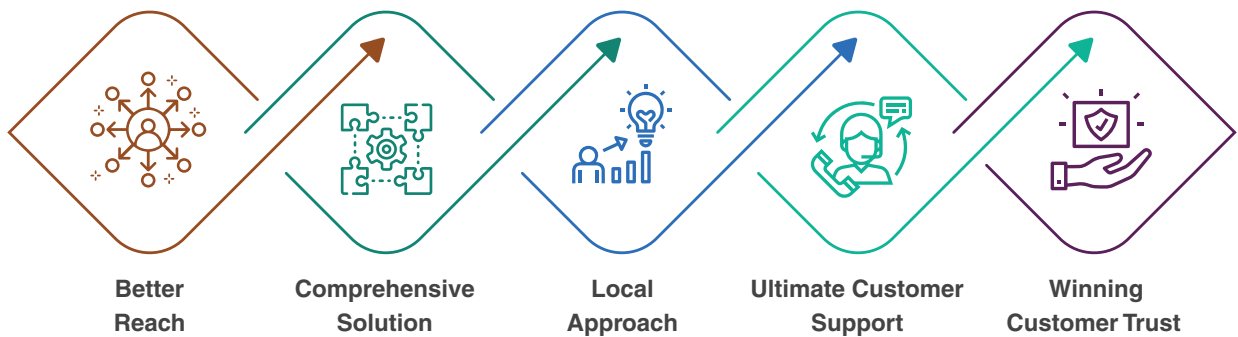 Better
Reach
Comprehensive
Solution
Local
Approach
Ultimate Customer
Support
Winning
Customer Trust